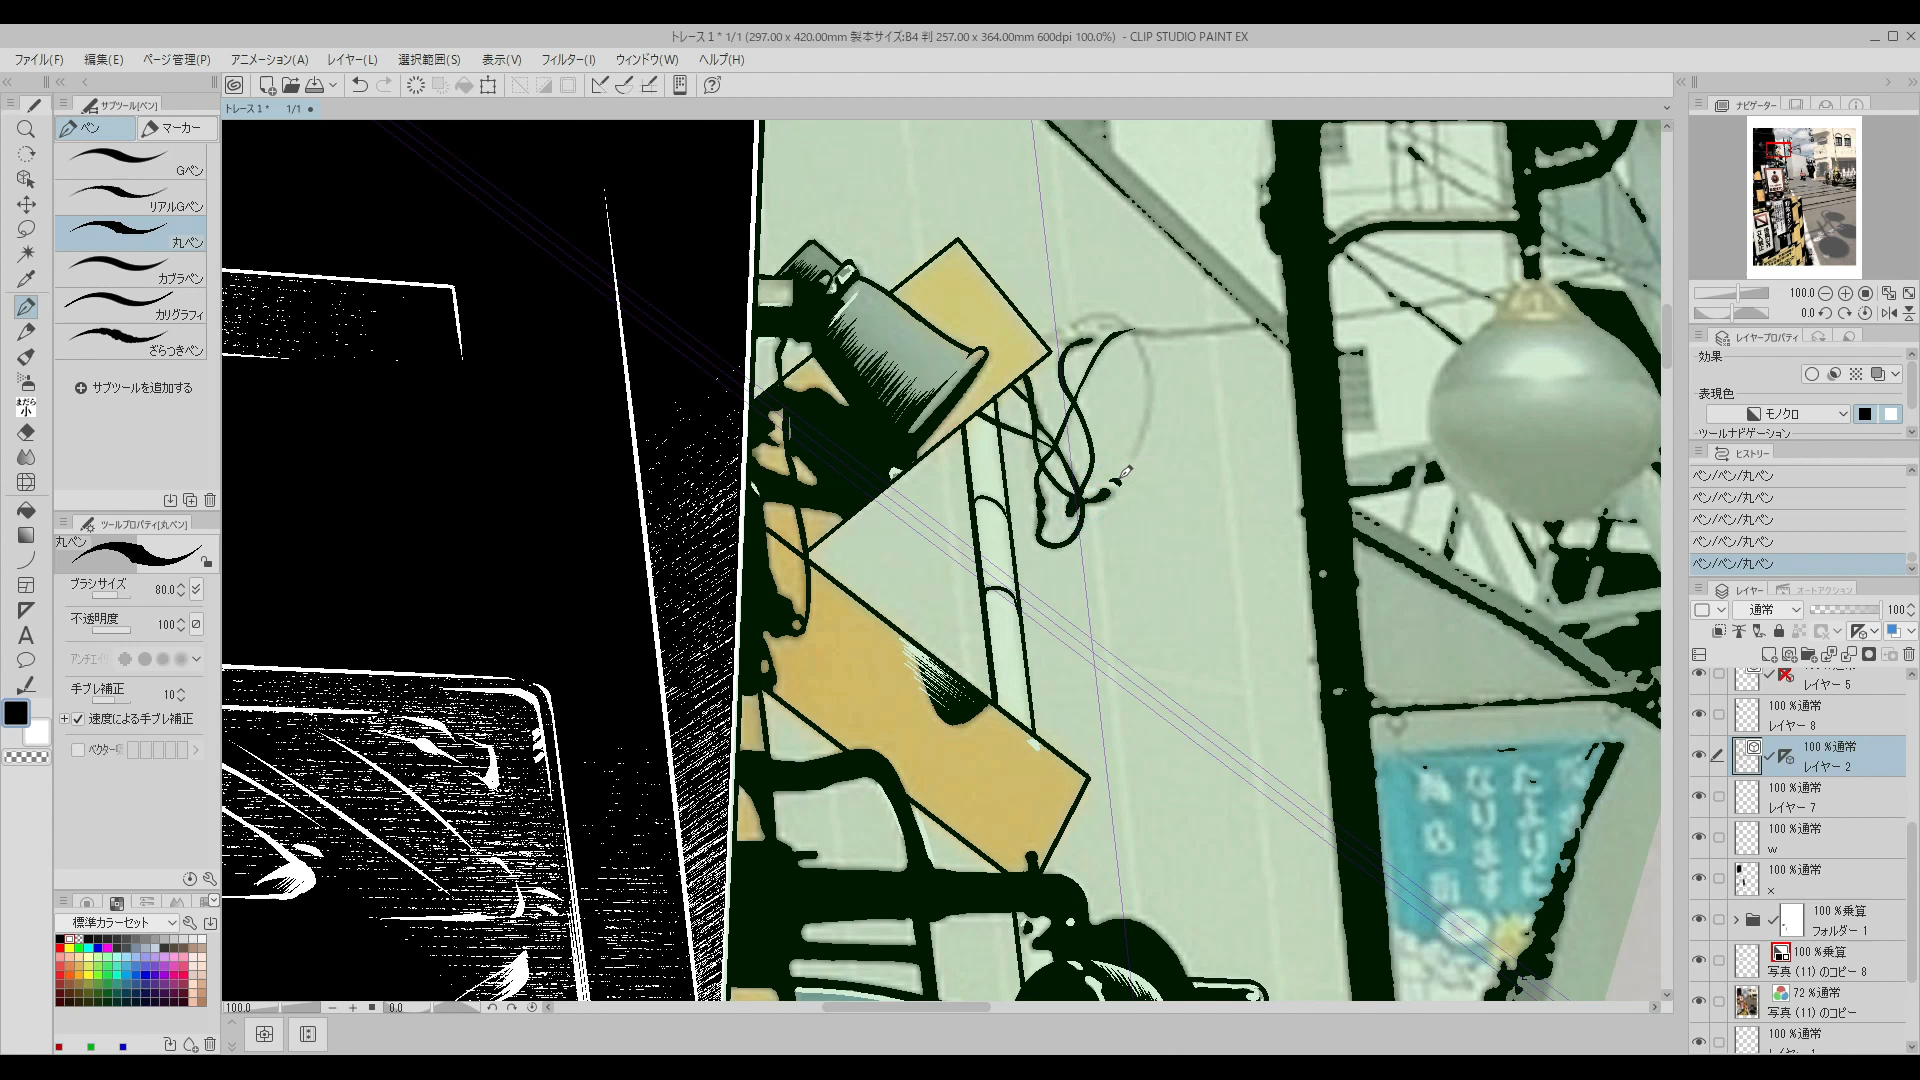 トレース1 * 1/1 (297.00 x 420.00mm 製本サイズ:B4 判 257.00 x 364.00mm 600dpi 100.0%) - CLIP STUDIO PAINT EX
ファイル(F) 編集(E) ページ管理(P) アニメーション(A) レイヤー(L) 選択範囲(S) 表示(V) フィルター(I) ウィンドウ(W) ヘルプ(H)
サブツール[ペン]
トレース1* 1/1
ナビゲーター
ペン マーカー
Gペン
リアルGペン
丸ペン
カブラペン
カリグラフィ
ざらつきペン
サブツールを追加する
まだら
小
ツールプロパティ[丸ペン]
丸ペン
ブラシサイズ 80.0
不透明度 100
手ブレ補正 10
速度による手ブレ補正
標準カラーセット
100.0 0.0
100.0
0.0
レイヤープロパティ
効果
表現色
モノクロ
ツールナビゲーション
ヒストリー
ペン/ペン/丸ペン
ペン/ペン/丸ペン
ペン/ペン/丸ペン
ペン/ペン/丸ペン
ペン/ペン/丸ペン
レイヤー オートアクション
通常 100
レイヤー 5
100 %通常
レイヤー 8
100 %通常
レイヤー 2
100 %通常
レイヤー 7
100 %通常
w
100 %通常
x
100 %乗算
フォルダー 1
100 %乗算
写真 (11) のコピー 8
72 %通常
写真 (11) のコピー
100 %通常